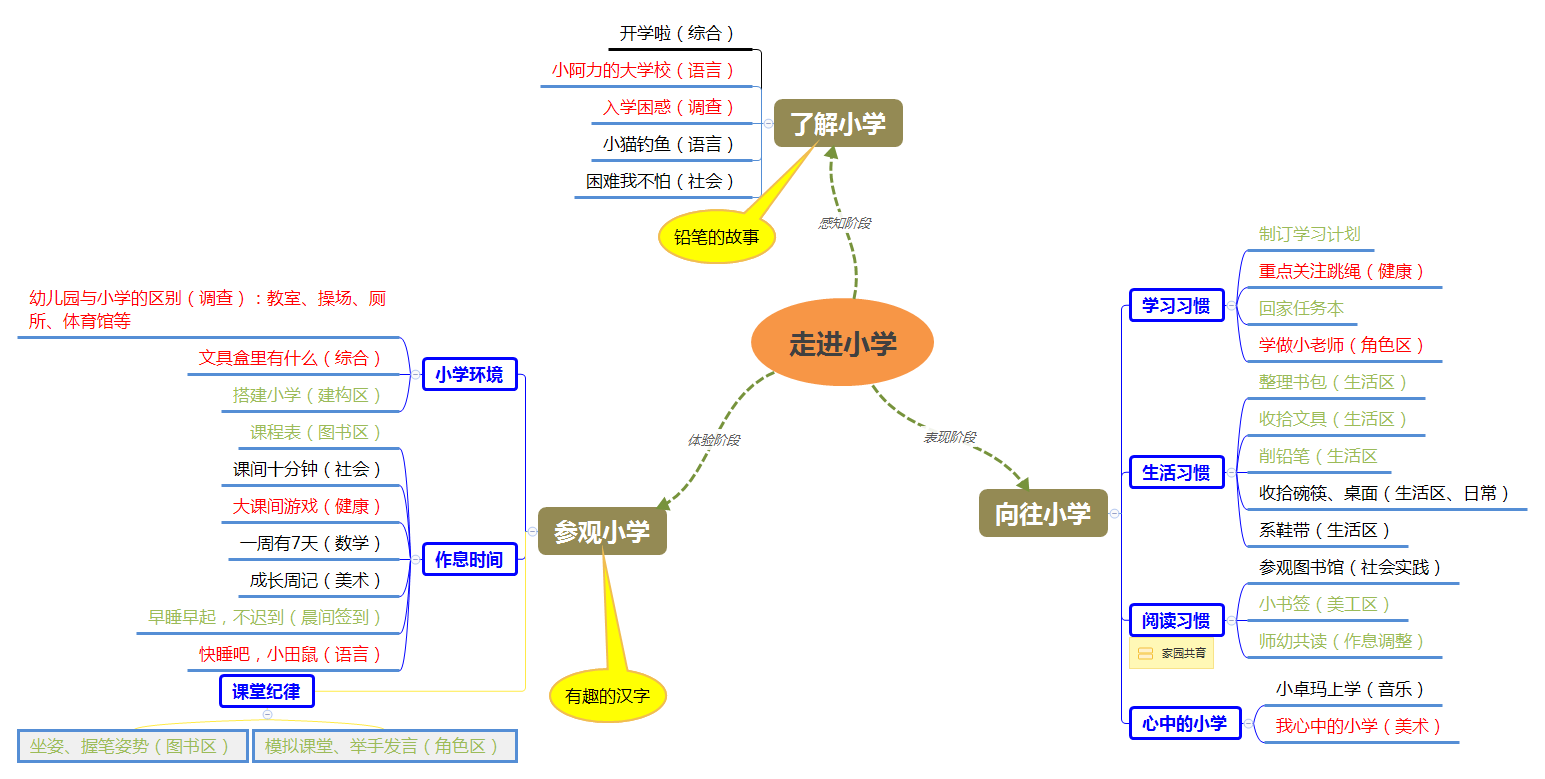 开学啦（综合）
小阿力的大学校（语言）
入学困惑（调查）
小猫钓鱼（语言）
困难我不怕（社会）
了解小学
铅笔的故事
感知阶段
走进小学
体验阶段
表现阶段
幼儿园与小学的区别（调查）：教室、操场、厕
所、体育馆等
文具盒里有什么（综合）
搭建小学（建构区）
小学环境
课程表（图书区）
课间十分钟（社会）
大课间游戏（健康）
一周有7天（数学）
成长周记（美术）
早睡早起，不迟到（晨间签到）
快睡吧，小田鼠（语言）
作息时间
课堂纪律
坐姿、握笔姿势（图书区）
模拟课堂、举手发言（角色区）
参观小学
有趣的汉字
向往小学
学习习惯
制订学习计划
重点关注跳绳（健康）
回家任务本
学做小老师（角色区）
生活习惯
整理书包（生活区）
收拾文具（生活区）
削铅笔（生活区
收拾碗筷、桌面（生活区、日常）
系鞋带（生活区）
阅读习惯
家园共育
参观图书馆（社会实践）
小书签（美工区）
师幼共读（作息调整）
心中的小学
小卓玛上学（音乐）
我心中的小学（美术）